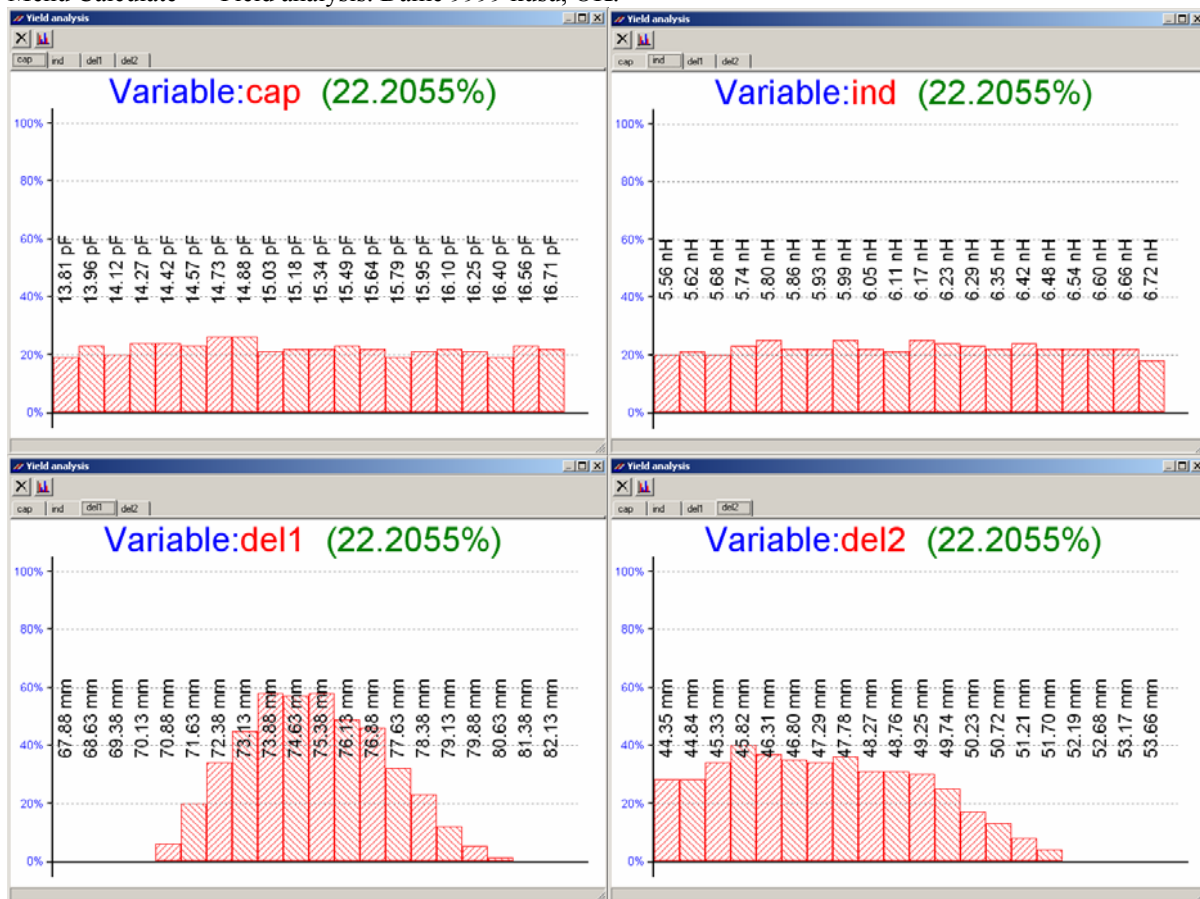 Menu Calculate Yield analysis. 9999 OK.
Yield analysis
cap ind del1 del2
Variable:cap (22.2055%)
100%
80%
60%
40%
20%
0%
13.81 pF
13.96 pF
14.12 pF
14.27 pF
14.42 pF
14.57 pF
14.73 pF
14.88 pF
15.03 pF
15.18 pF
15.34 pF
15.49 pF
15.64 pF
15.79 pF
15.95 pF
16.10 pF
16.25 pF
16.40 pF
16.56 pF
16.71 pF
Yield analysis
cap ind del1 del2
Variable:ind (22.2055%)
100%
80%
60%
40%
20%
0%
5.56 nH
5.62 nH
5.68 nH
5.74 nH
5.80 nH
5.86 nH
5.93 nH
5.99 nH
6.05 nH
6.11 nH
6.17 nH
6.23 nH
6.29 nH
6.35 nH
6.42 nH
6.48 nH
6.54 nH
6.60 nH
6.66 nH
6.72 nH
Yield analysis
cap ind del1 del2
Variable:del1 (22.2055%)
100%
80%
60%
40%
20%
0%
67.88 mm
68.63 mm
69.38 mm
70.13 mm
70.88 mm
71.63 mm
72.38 mm
73.13 mm
73.88 mm
74.63 mm
75.38 mm
76.13 mm
76.88 mm
77.63 mm
78.38 mm
79.13 mm
79.88 mm
80.63 mm
81.38 mm
82.13 mm
Yield analysis
cap ind del1 del2
Variable:del2 (22.2055%)
100%
80%
60%
40%
20%
0%
44.35 mm
44.84 mm
45.33 mm
45.82 mm
46.31 mm
46.80 mm
47.29 mm
47.78 mm
48.27 mm
48.76 mm
49.25 mm
49.74 mm
50.23 mm
50.72 mm
51.21 mm
51.70 mm
52.19 mm
52.68 mm
53.17 mm
53.66 mm